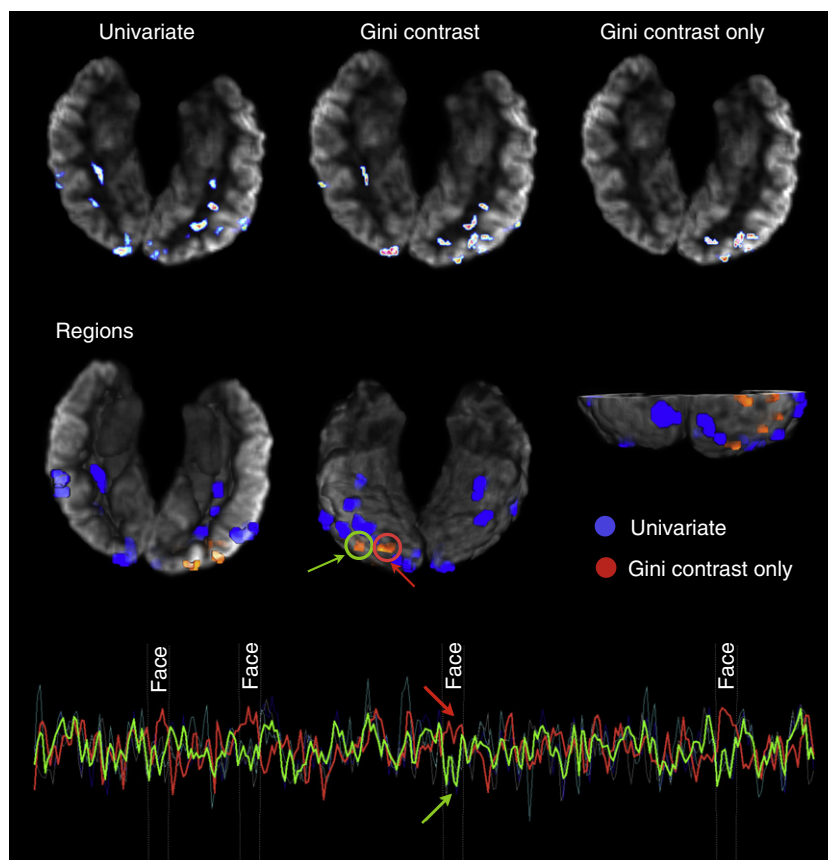 Univariate
Gini contrast
Gini contrast only
Regions
Univariate
Gini contrast only
Face
Face
Face
Face